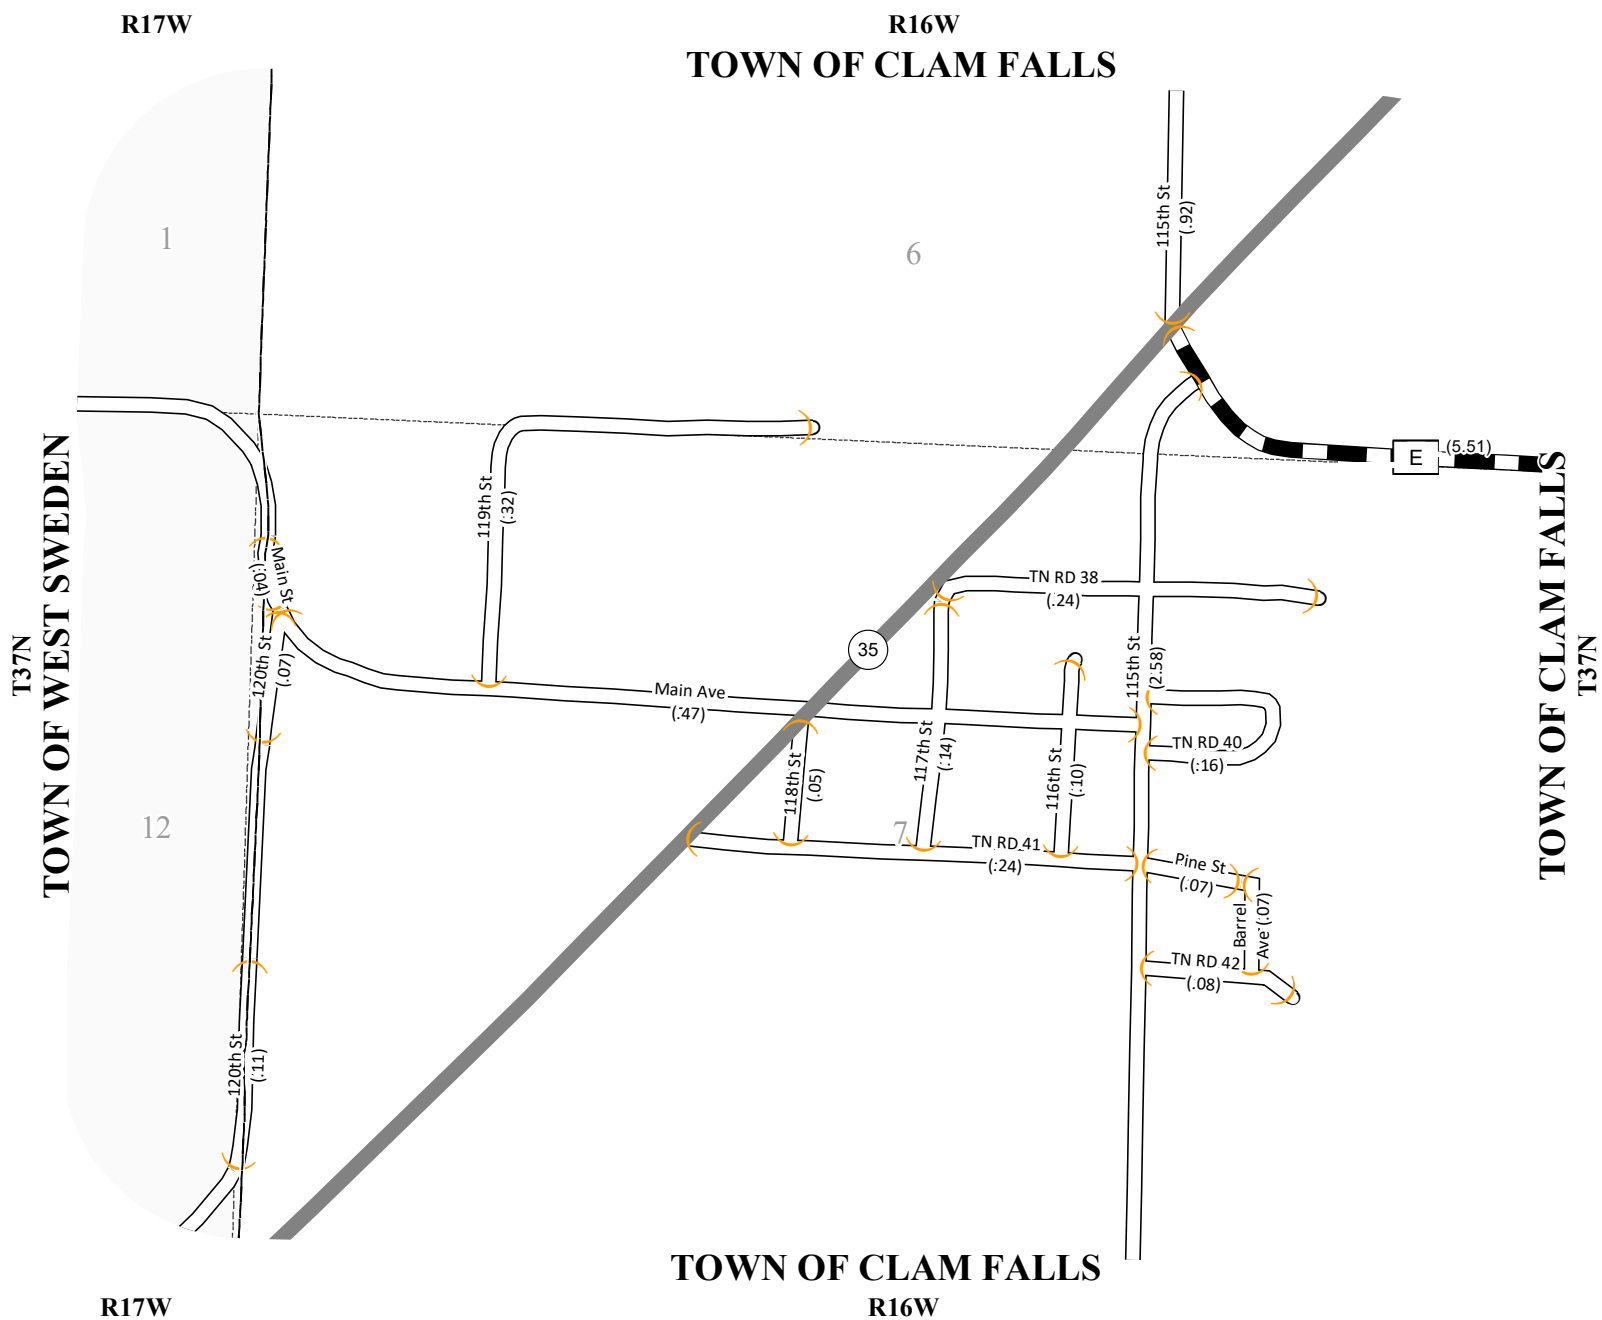 R17W
R16W
TOWN OF CLAM FALLS
115th St
(.92)
1
6
E
(5.51)
TOWN OF WEST SWEDEN
T37N
TOWN OF CLAM FALLS
T37N
119th St
(.32)
Main St
(.04)
TN RD 38
(.24)
35
120th St
(.07)
115th St
(2.58)
Main Ave
(.47)
117th St
(.14)
116th St
(.10)
118th St
(.05)
TN RD 40
(.16)
12
7
TN RD 41
(.24)
Pine St
(.07)
Barrel
Ave (.07)
TN RD 42
(.08)
120th St
(.11)
TOWN OF CLAM FALLS
R17W
R16W